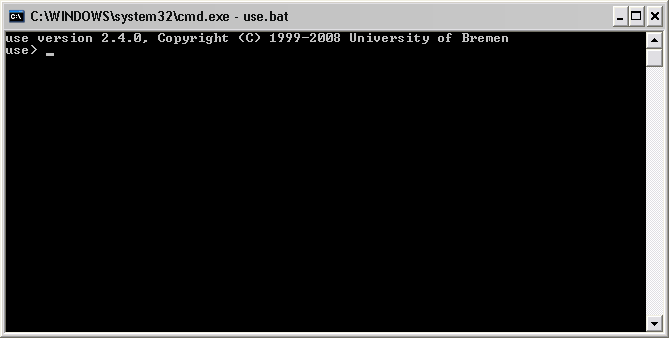 C:\WINDOWS\system32\cmd.exe - use.bat
use version 2.4.0, Copyright (C) 1999-2008 University of Bremen
use> _